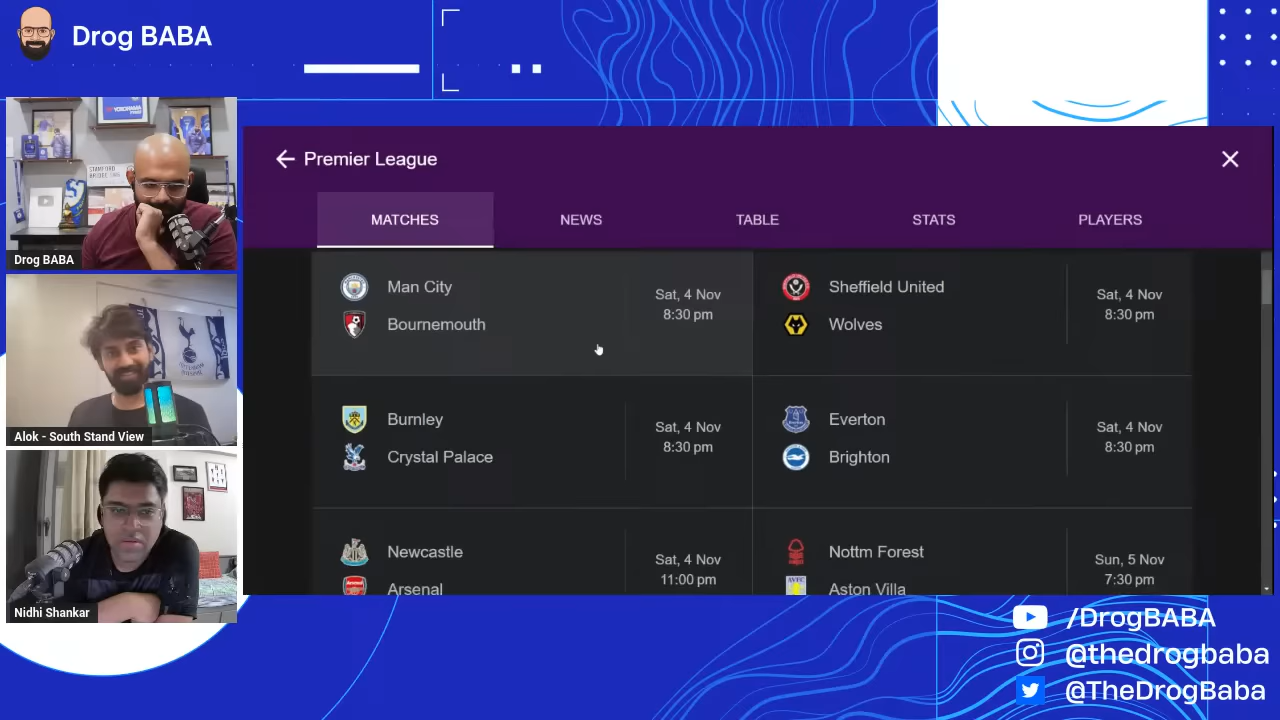 Drog BABA
Drog BABA
Alok - South Stand View
Nidhi Shankar
Premier League
MATCHES
NEWS
TABLE
STATS
PLAYERS
Man City
Bournemouth
Sat, 4 Nov
8:30 pm
Sheffield United
Wolves
Sat, 4 Nov
8:30 pm
Burnley
Crystal Palace
Sat, 4 Nov
8:30 pm
Everton
Brighton
Sat, 4 Nov
8:30 pm
Newcastle
Arsenal
Sat, 4 Nov
11:00 pm
Nottm Forest
Aston Villa
Sun, 5 Nov
7:30 pm
/DrogBABA
@thedrogbaba
@TheDrogBaba